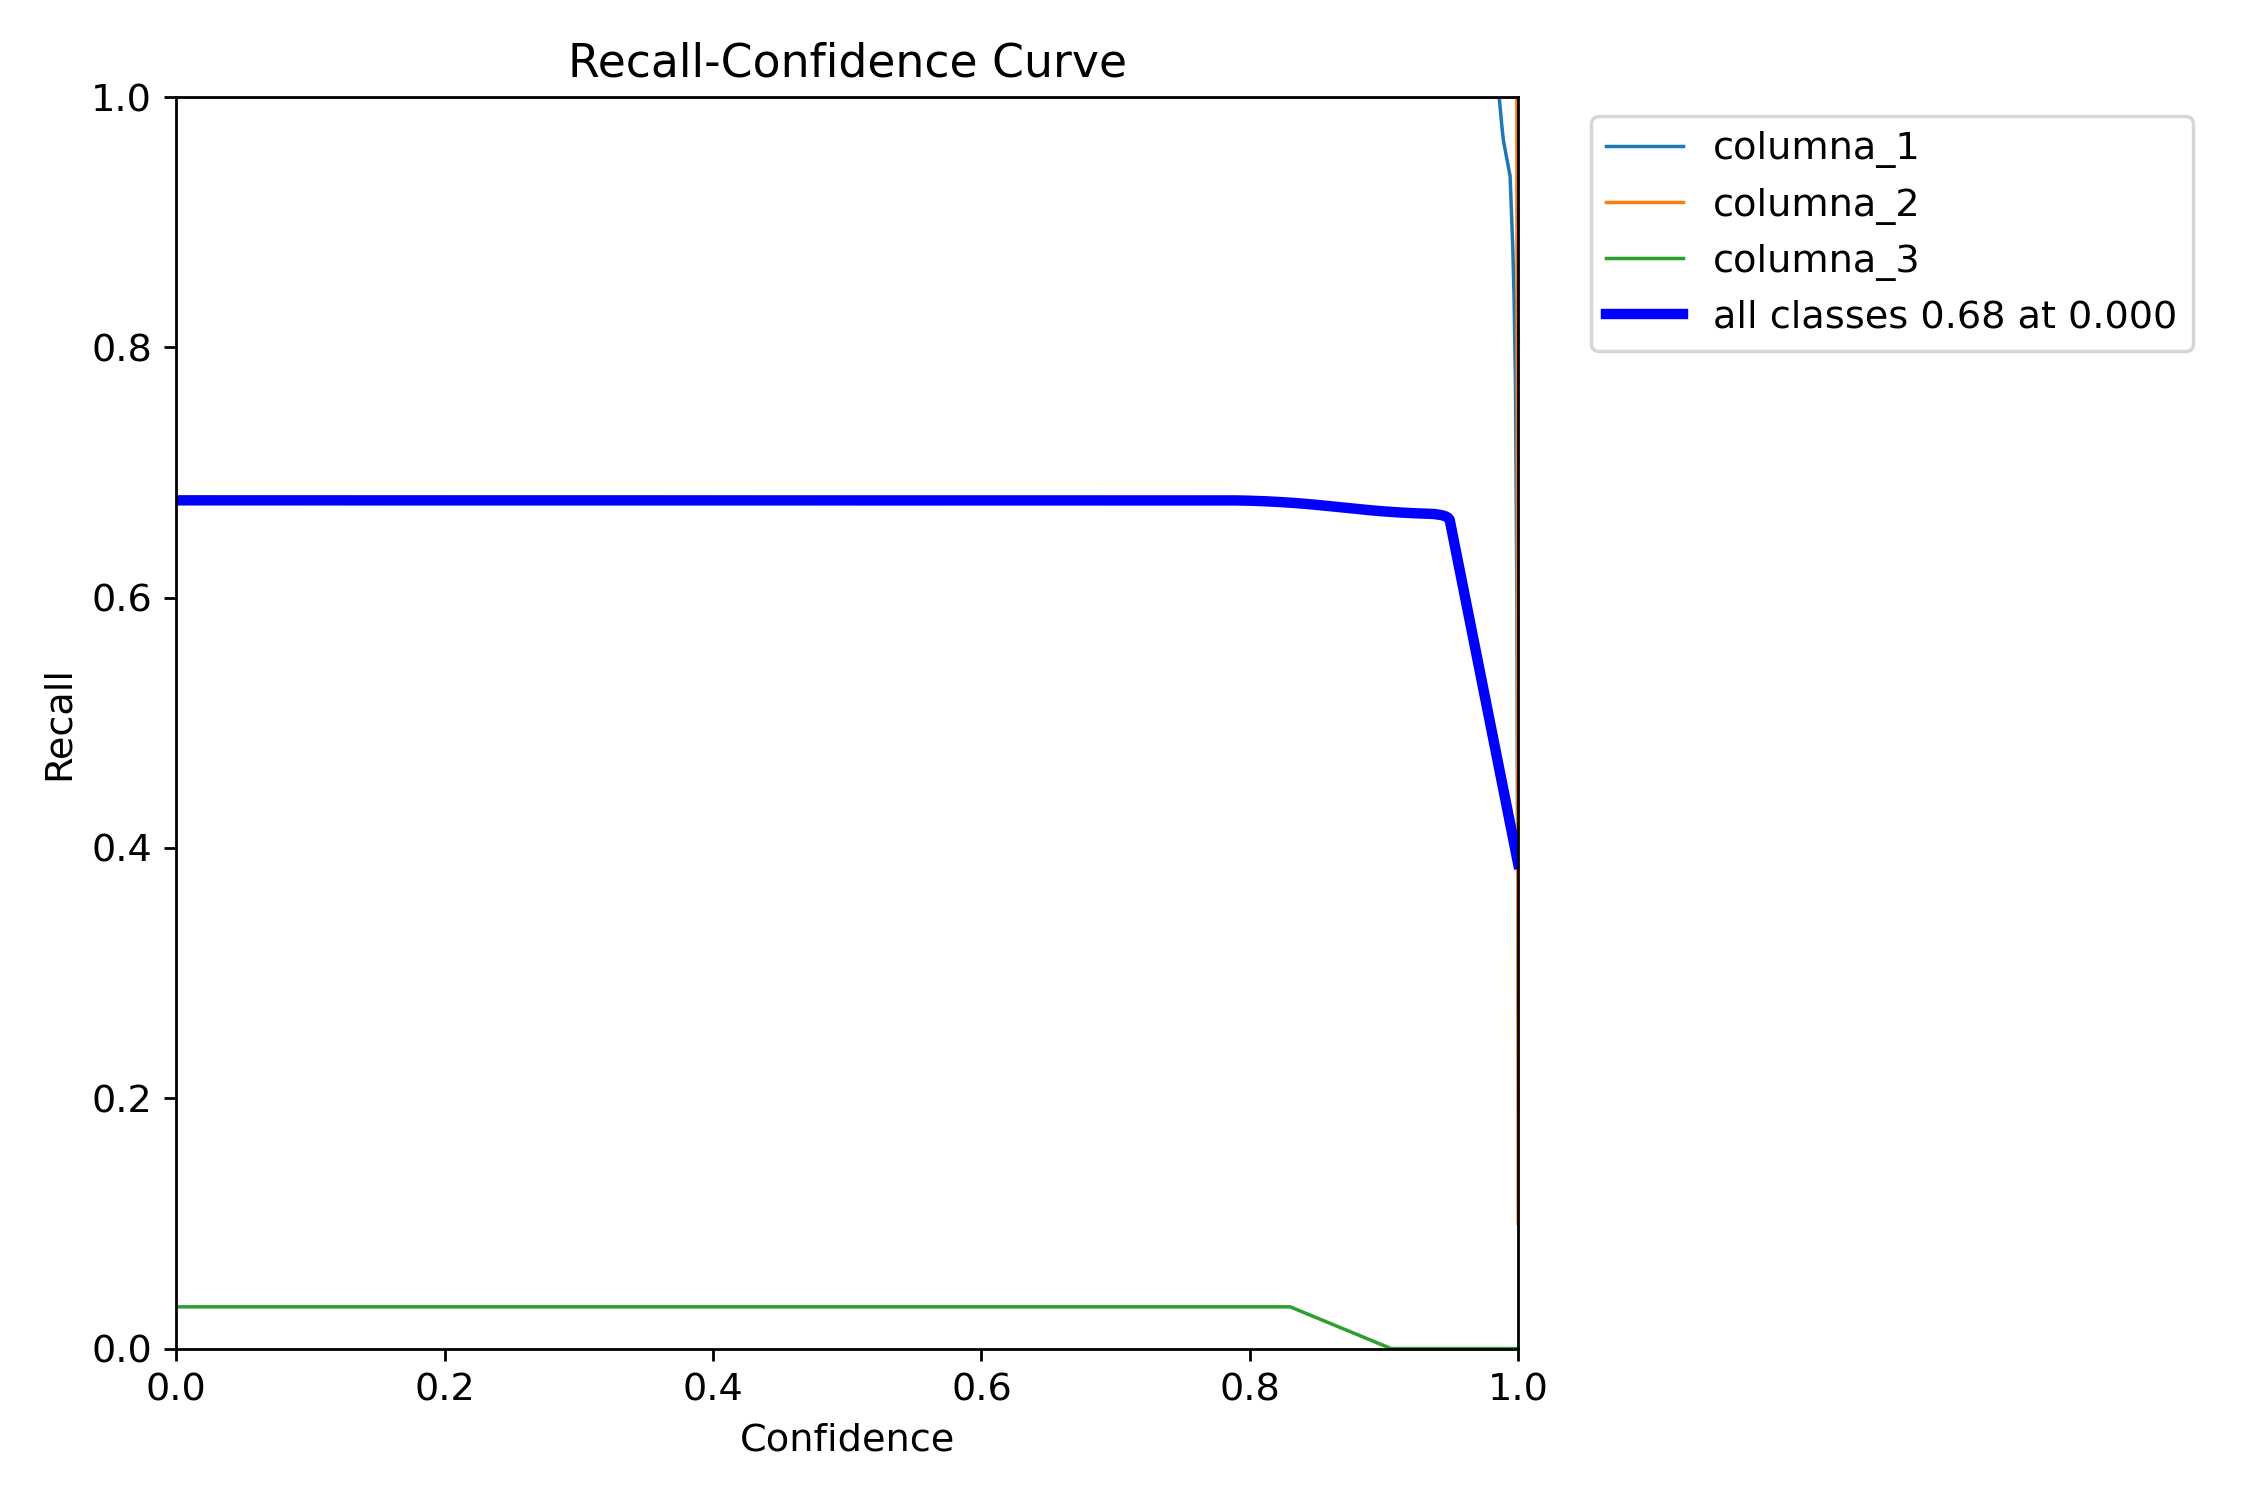 Recall-Confidence Curve
1.0
0.8
0.6
0.4
0.2
0.0
Recall
0.0 0.2 0.4 0.6 0.8 1.0
Confidence
columna_1
columna_2
columna_3
all classes 0.68 at 0.000